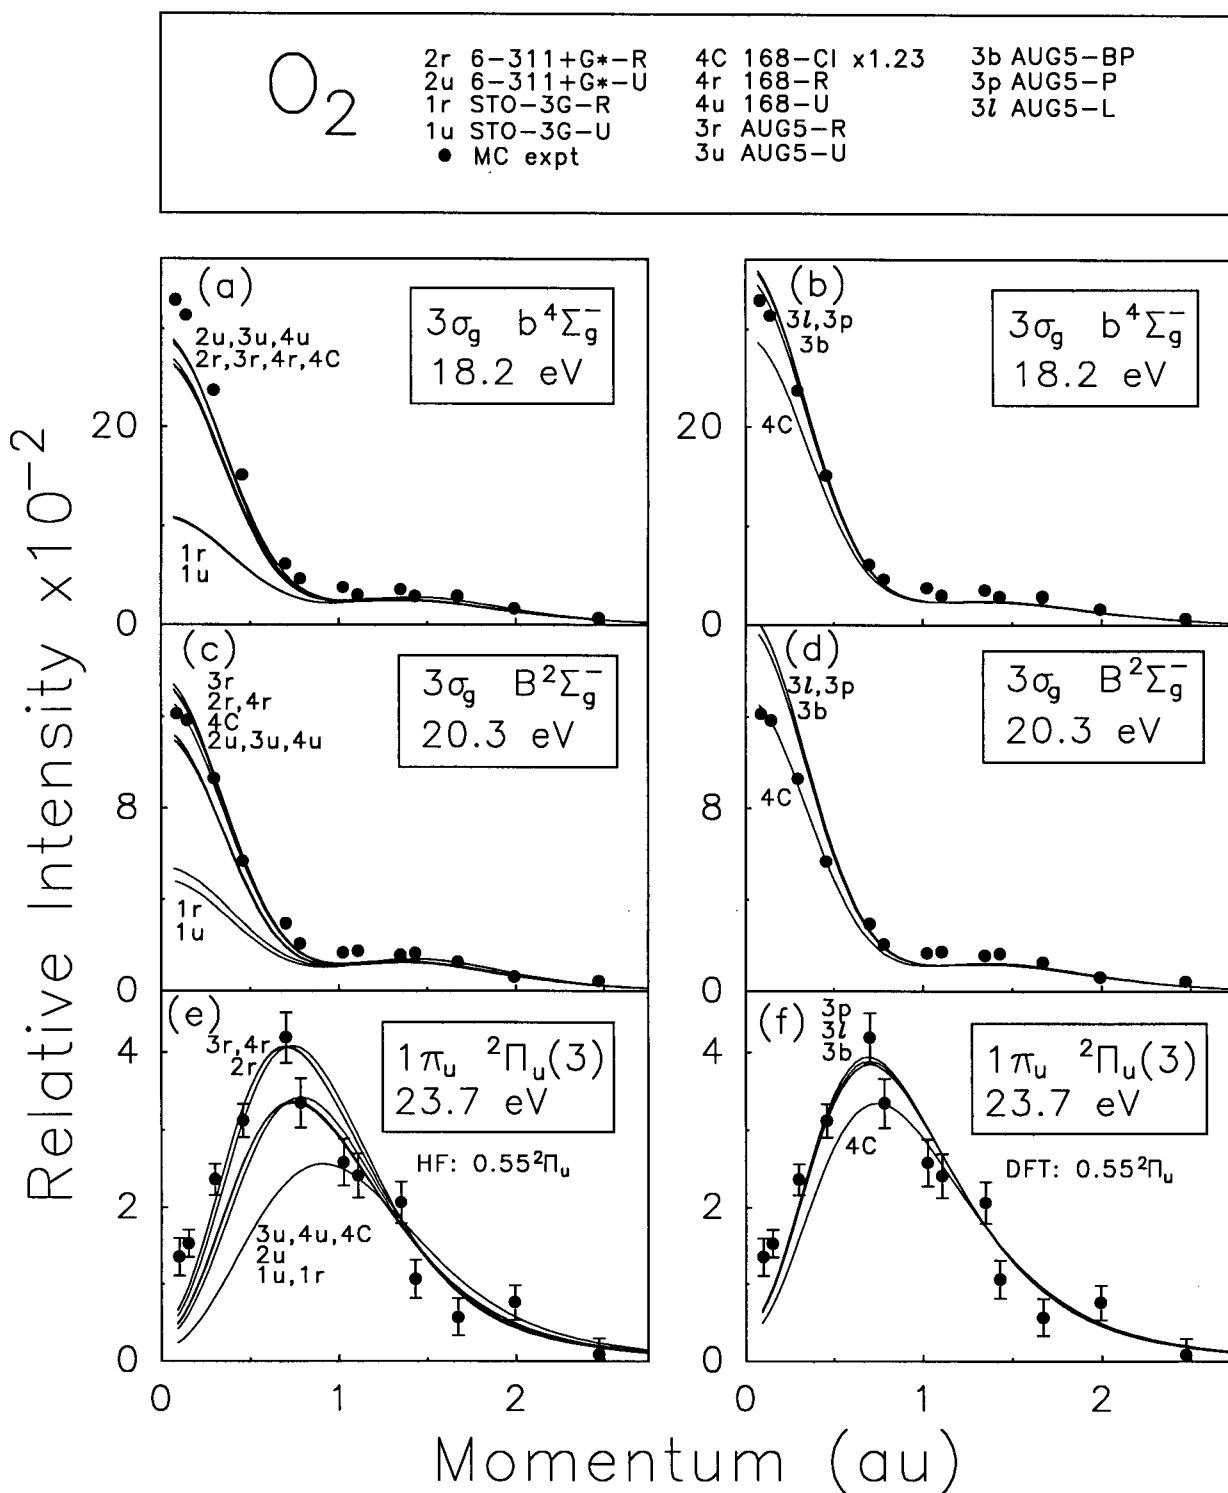 O₂
2r 6-311+G*-R
2u 6-311+G*-U
1r STO-3G-R
1u STO-3G-U
● MC expt
4C 168-CI x1.23
4r 168-R
4u 168-U
3r AUG5-R
3u AUG5-U
3b AUG5-BP
3p AUG5-P
3l AUG5-L
Relative Intensity x10⁻²
(a)
3σg b⁴Σg⁻
18.2 eV
2u,3u,4u
2r,3r,4r,4C
1r
1u
20
0
(b)
3σg b⁴Σg⁻
18.2 eV
3l,3p
3b
4C
20
0
(c)
3σg B²Σg⁻
20.3 eV
3r
2r,4r
4C
2u,3u,4u
1r
1u
8
0
(d)
3σg B²Σg⁻
20.3 eV
3l,3p
3b
4C
8
0
(e)
1πu ²Πu(3)
23.7 eV
HF: 0.55²Πu
3r,4r
2r
3u,4u,4C
2u
1u,1r
4
2
0
0 1 2
(f)
1πu ²Πu(3)
23.7 eV
DFT: 0.55²Πu
3p
3l
3b
4C
4
2
0
0 1 2
Momentum (au)